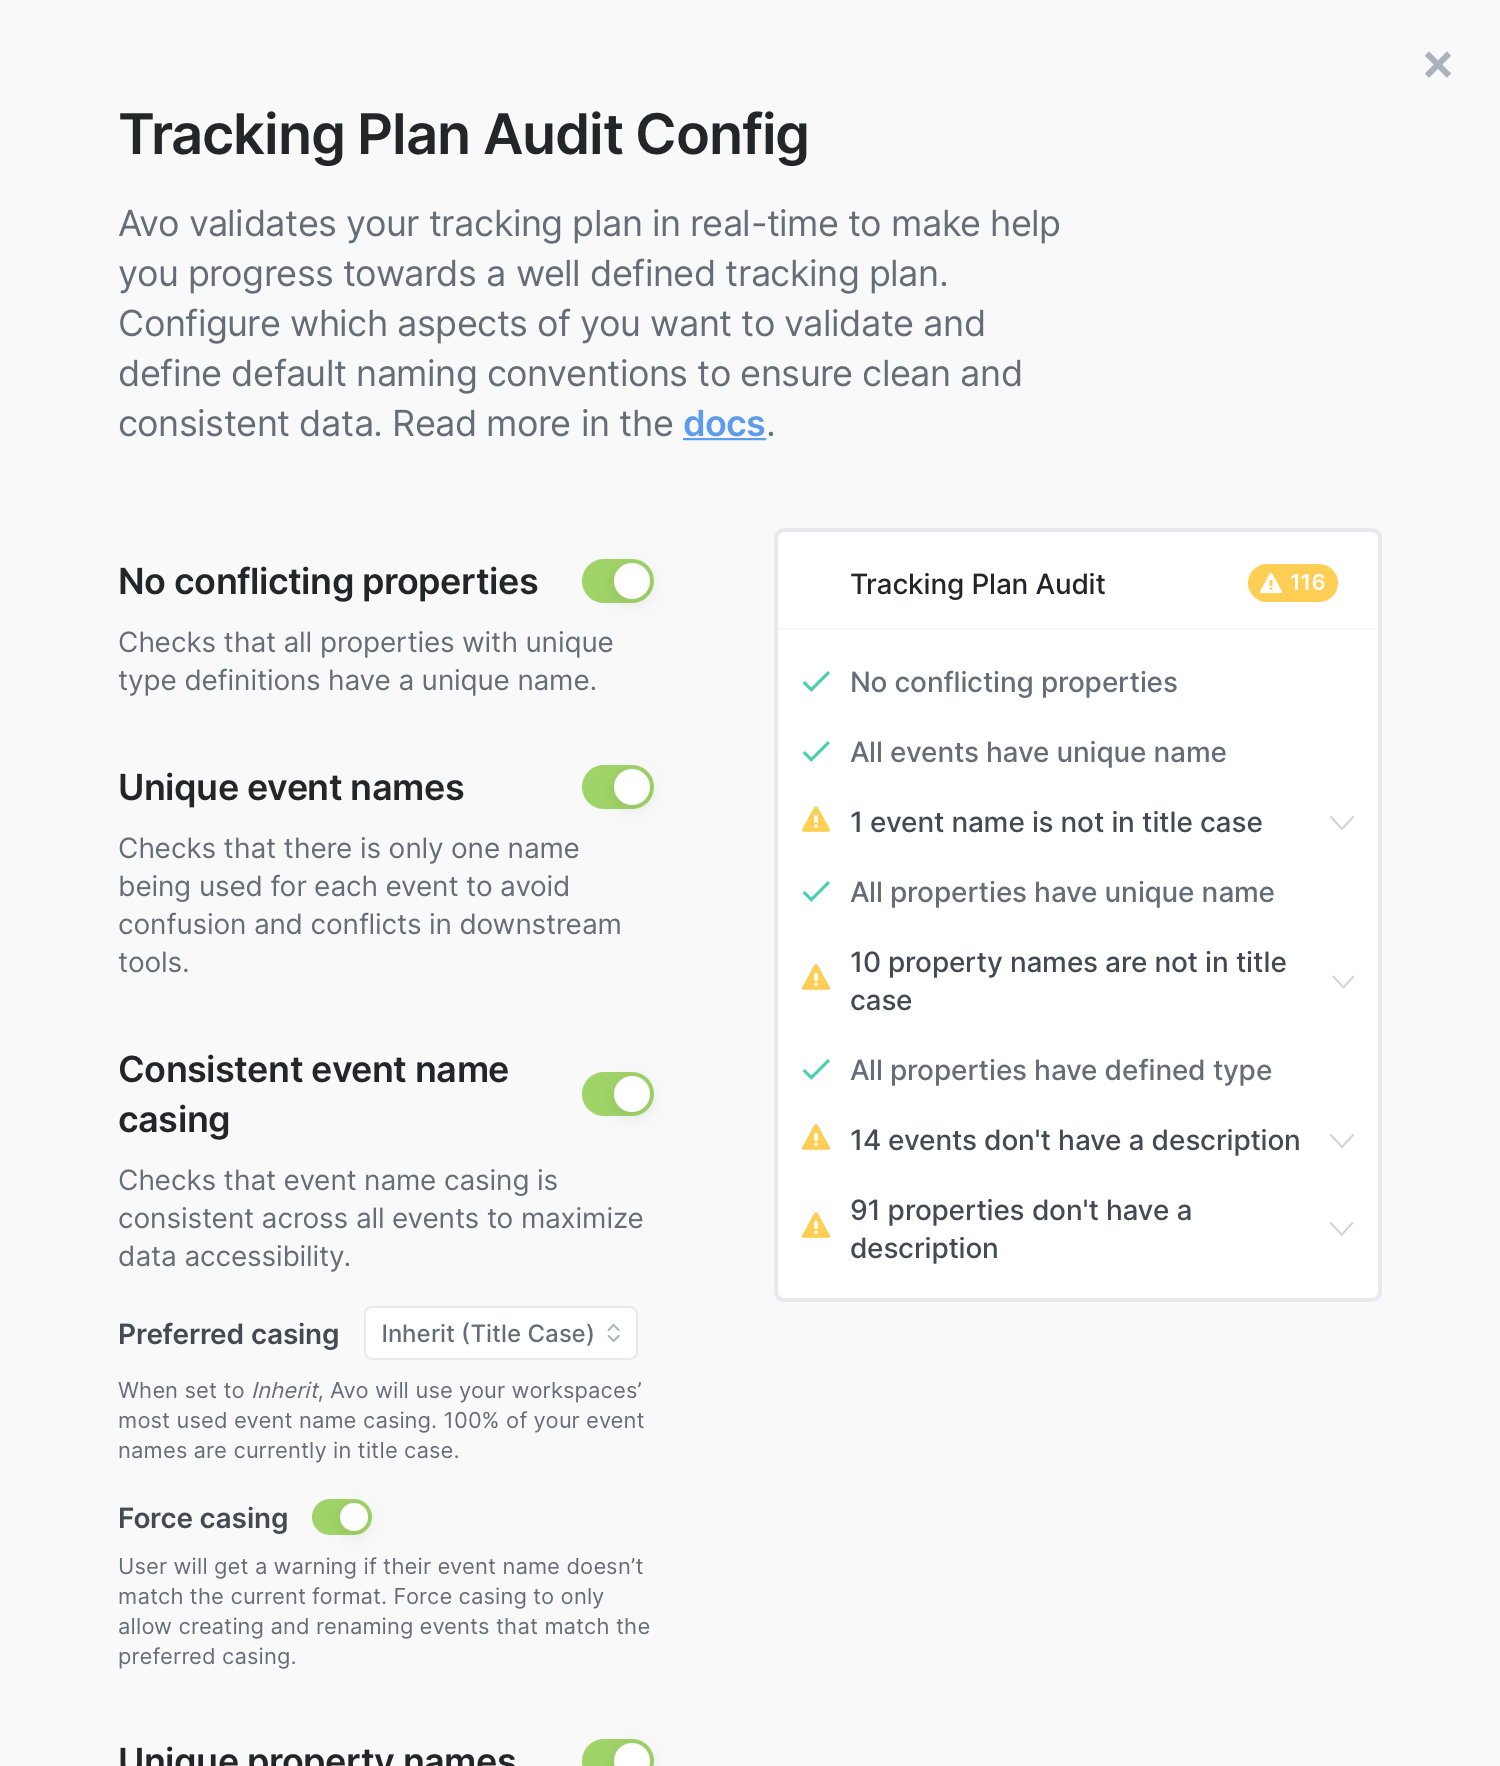 Tracking Plan Audit Config
Avo validates your tracking plan in real-time to make help
you progress towards a well defined tracking plan.
Configure which aspects of you want to validate and
define default naming conventions to ensure clean and
consistent data. Read more in the docs.
No conflicting properties
Checks that all properties with unique
type definitions have a unique name.
Unique event names
Checks that there is only one name
being used for each event to avoid
confusion and conflicts in downstream
tools.
Consistent event name
casing
Checks that event name casing is
consistent across all events to maximize
data accessibility.
Preferred casing
Inherit (Title Case)
When set to Inherit, Avo will use your workspaces’
most used event name casing. 100% of your event
names are currently in title case.
Force casing
User will get a warning if their event name doesn’t
match the current format. Force casing to only
allow creating and renaming events that match the
preferred casing.
Unique property names
Tracking Plan Audit
116
No conflicting properties
All events have unique name
1 event name is not in title case
All properties have unique name
10 property names are not in title
case
All properties have defined type
14 events don't have a description
91 properties don't have a
description